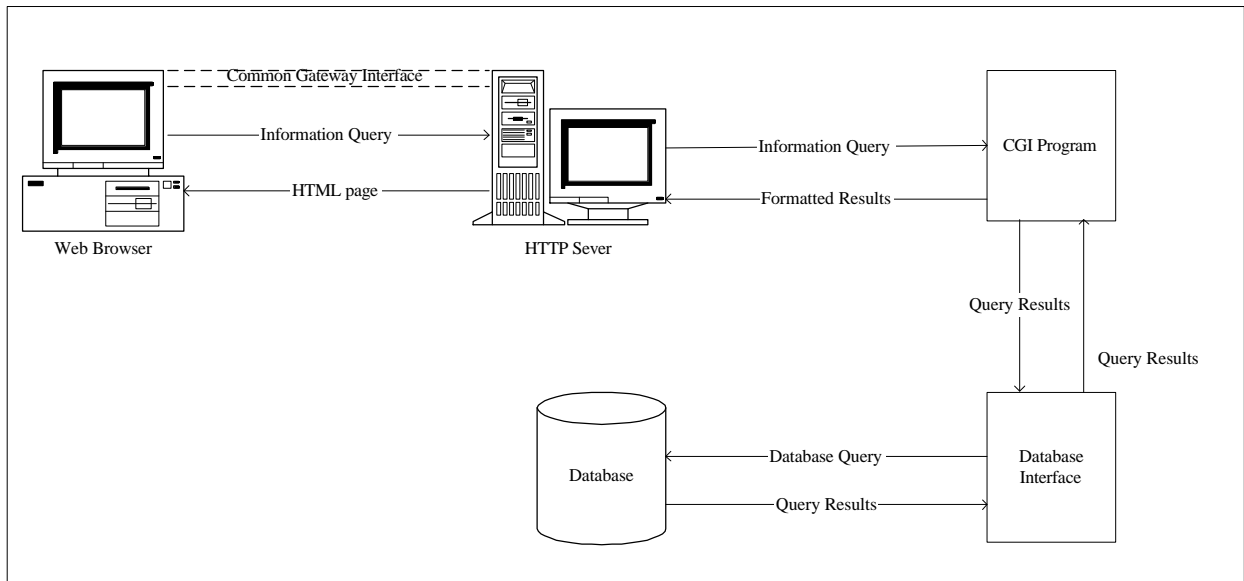 Common Gateway Interface
Information Query
HTML page
Web Browser
HTTP Sever
Information Query
Formatted Results
CGI Program
Query Results
Query Results
Database
Database Query
Query Results
Database
Interface